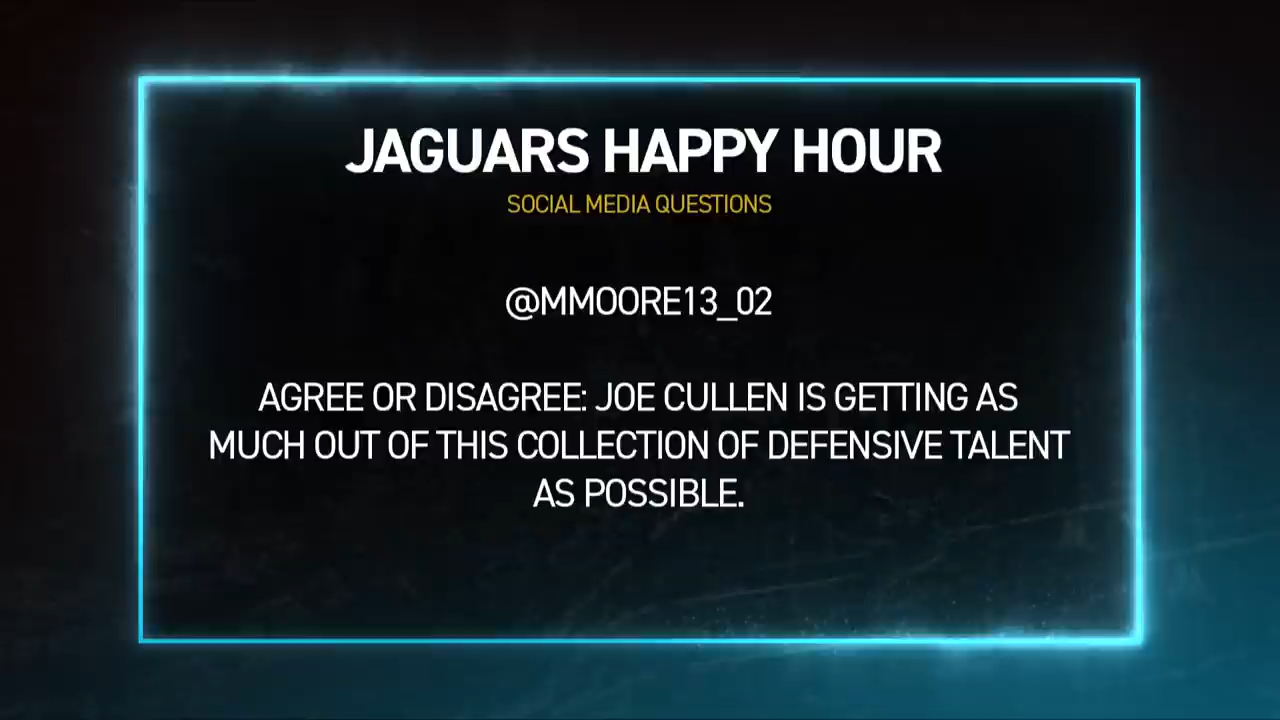 JAGUARS HAPPY HOUR
SOCIAL MEDIA QUESTIONS
@MMOORE13_02
AGREE OR DISAGREE: JOE CULLEN IS GETTING AS
MUCH OUT OF THIS COLLECTION OF DEFENSIVE TALENT
AS POSSIBLE.